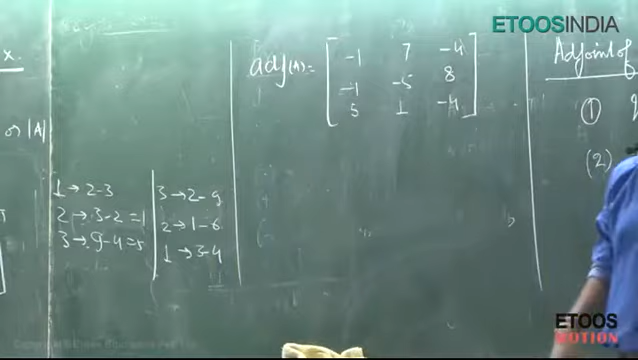 ETOOSINDIA
x.
or |A|
adj(A) =
-1 7 -4
-1 -5 8
5 1 -4
Adjoint of
①
(2)
1 → 2-3
2 → 3-2=1
3 → 9-4=5
3 → 2-9
2 → 1-6
1 → 3-4
ETOOS
MOTION